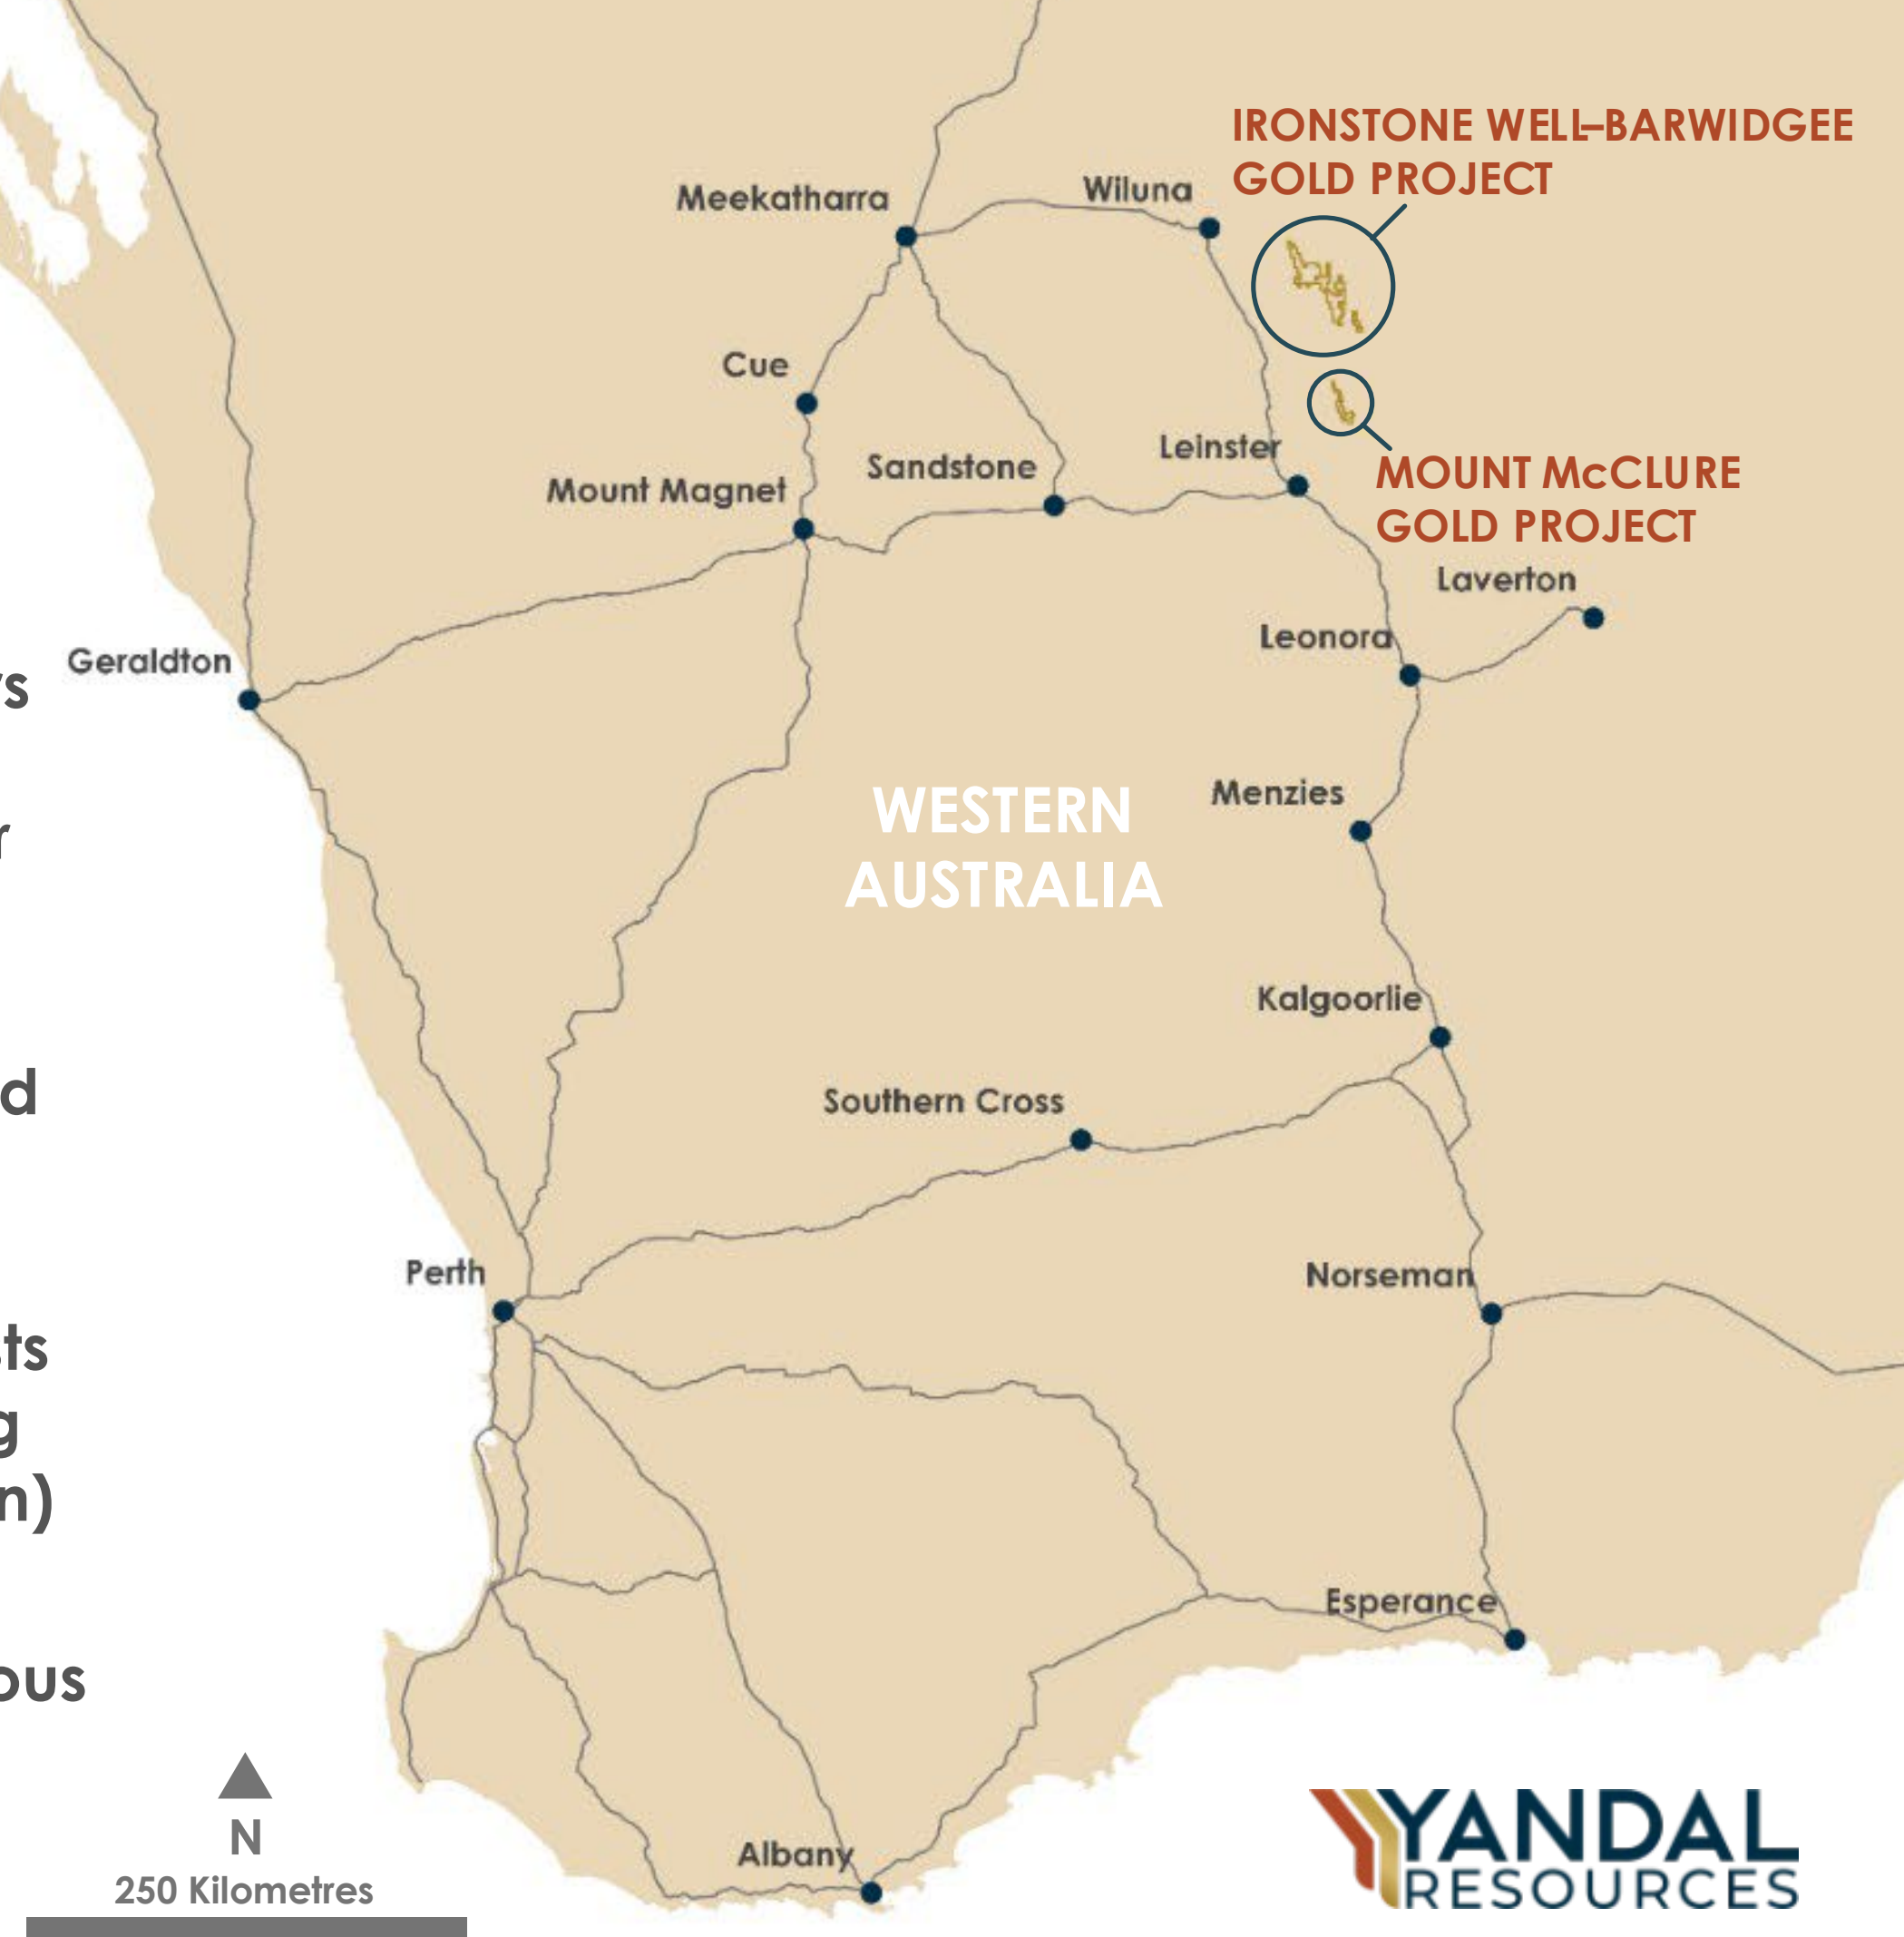 IRONSTONE WELL–BARWIDGEE
GOLD PROJECT
Wiluna
Meekatharra
Cue
Leinster
Sandstone
MOUNT McCLURE
GOLD PROJECT
Mount Magnet
Laverton
Leonora
Geraldton
WESTERN
AUSTRALIA
Menzies
Kalgoorlie
Southern Cross
Perth
Norseman
Esperance
Albany
N
250 Kilometres
YANDAL
RESOURCES